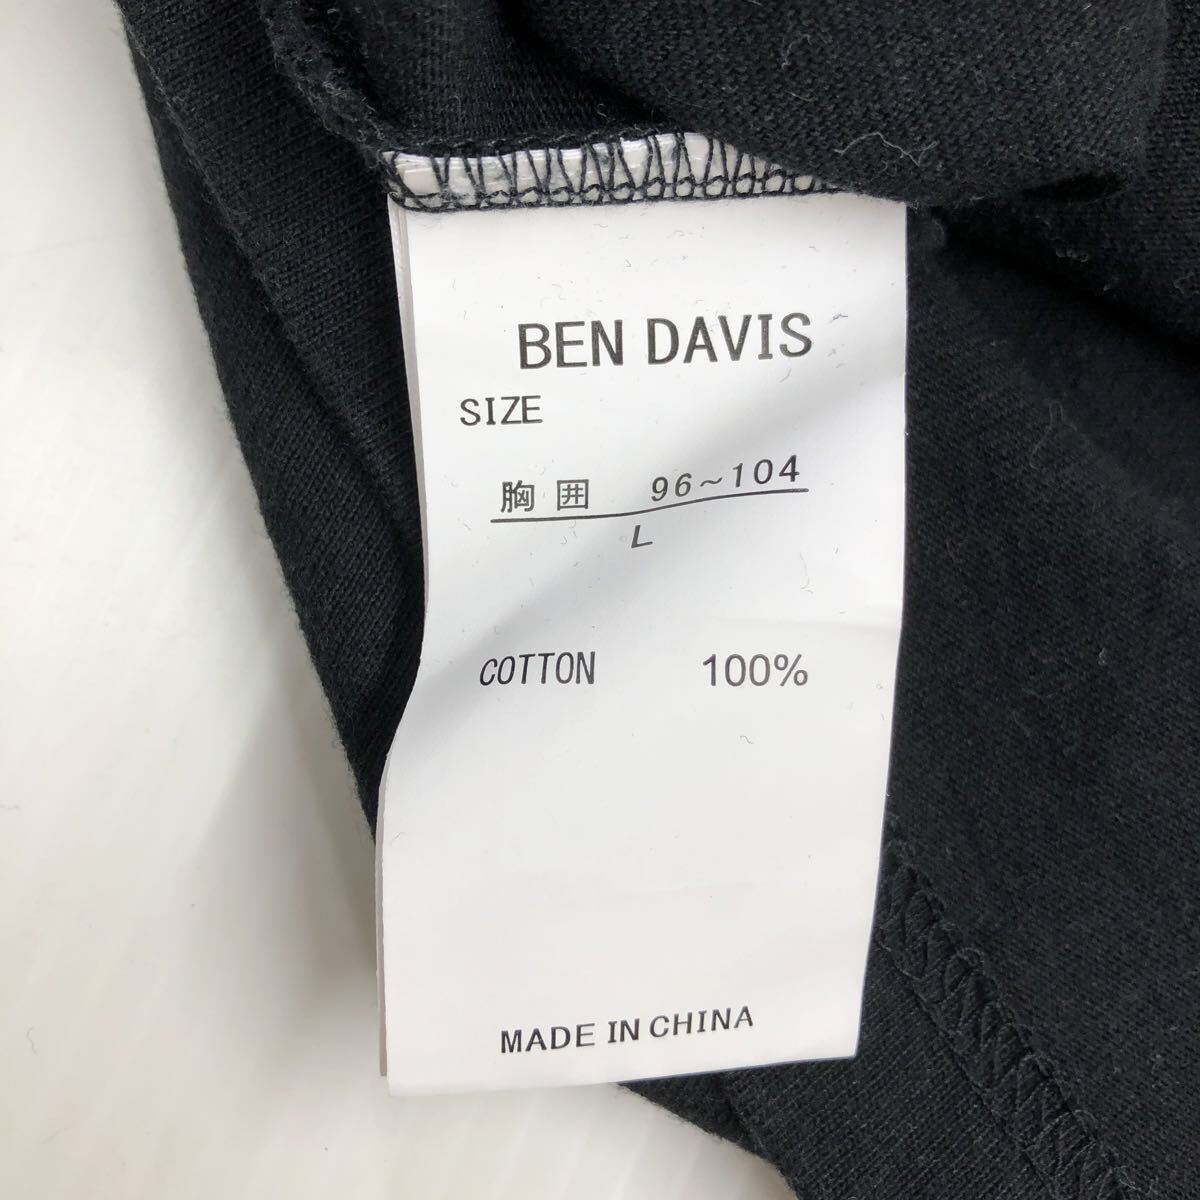 BEN DAVIS
SIZE
胸囲 96~104
L
COTTON 100%
MADE IN CHINA